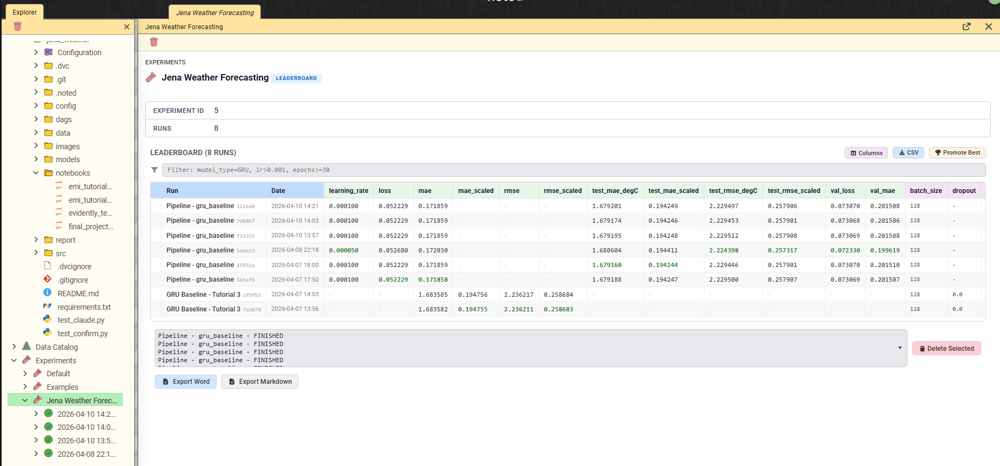 Explorer
Jena Weather Forecasting
Jena Weather Forecasting
Configuration
.dvc
.git
.noted
config
dags
data
images
models
notebooks
emi_tutorial...
emi_tutorial...
evidently_te...
final_project...
report
src
.dvcignore
.gitignore
README.md
requirements.txt
test_claude.py
test_confirm.py
Data Catalog
Experiments
Default
Examples
Jena Weather Forec...
2026-04-10 14:2...
2026-04-10 14:0...
2026-04-10 13:5...
2026-04-08 22:1...
EXPERIMENTS
Jena Weather Forecasting LEADERBOARD
EXPERIMENT ID 5
RUNS 8
LEADERBOARD (8 RUNS) Columns CSV Promote Best
Filter: model_type=GRU, lr>0.001, epochs>=30
Run Date learning_rate loss mae mae_scaled rmse rmse_scaled test_mae_degC test_mae_scaled test_rmse_degC test_rmse_scaled val_loss val_mae batch_size dropout
Pipeline - gru_baseline 3216e0 2026-04-10 14:21 0.000100 0.052229 0.171859 - - - 1.679201 0.194249 2.229497 0.257906 0.073070 0.201508 128 -
Pipeline - gru_baseline 7d8867 2026-04-10 14:03 0.000100 0.052229 0.171859 - - - 1.679174 0.194246 2.229453 0.257901 0.073068 0.201506 128 -
Pipeline - gru_baseline 73335f 2026-04-10 13:57 0.000100 0.052229 0.171859 - - - 1.679195 0.194248 2.229512 0.257908 0.073069 0.201508 128 -
Pipeline - gru_baseline 5deb13 2026-04-08 22:18 0.000050 0.052680 0.172030 - - - 1.680604 0.194411 2.224398 0.257317 0.072330 0.199619 128 -
Pipeline - gru_baseline 1f951a 2026-04-07 18:00 0.000100 0.052229 0.171859 - - - 1.679160 0.194244 2.229446 0.257901 0.073070 0.201510 128 -
Pipeline - gru_baseline 545ef9 2026-04-07 17:50 0.000100 0.052229 0.171858 - - - 1.679188 0.194247 2.229500 0.257907 0.073069 0.201507 128 -
GRU Baseline - Tutorial 3 1f9fb3 2026-04-07 14:53 - - 1.683585 0.194756 2.236217 0.258684 - - - - - - 128 0.0
GRU Baseline - Tutorial 3 7a3078 2026-04-07 13:56 - - 1.683582 0.194755 2.236211 0.258683 - - - - - - 128 0.0
Pipeline - gru_baseline - FINISHED
Pipeline - gru_baseline - FINISHED
Pipeline - gru_baseline - FINISHED
Pipeline - gru_baseline - FINISHED
Delete Selected
Export Word Export Markdown